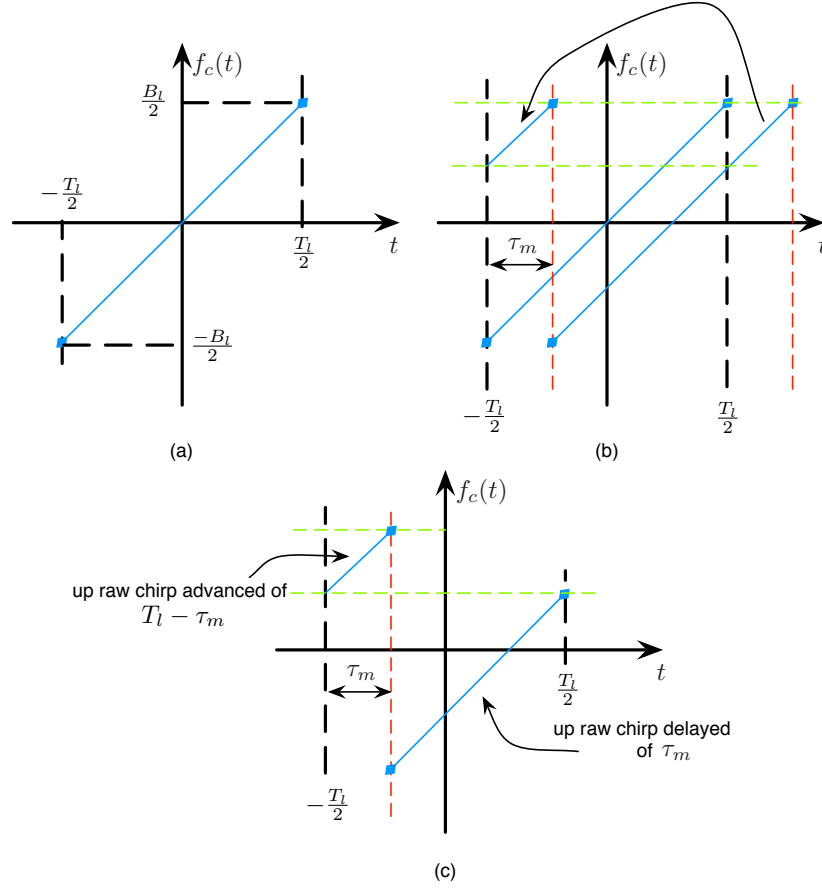 f_c(t)
B_l/2
-T_l/2
t
T_l/2
-B_l/2
(a)
f_c(t)
τ_m
t
-T_l/2
T_l/2
(b)
f_c(t)
up raw chirp advanced of
T_l - τ_m
t
τ_m
T_l/2
up raw chirp delayed
of τ_m
-T_l/2
(c)